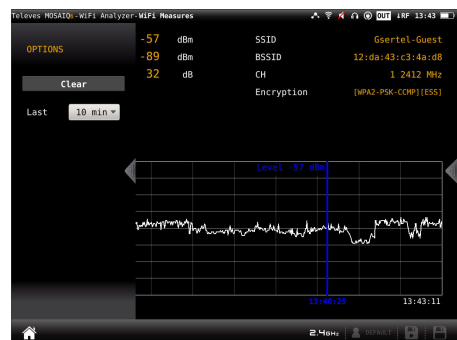 Televes MOSAIQ6-WiFi Analyzer-WiFi Measures OUT ↓RF 13:43
OPTIONS
Clear
Last 10 min
-57 dBm SSID Gsertel-Guest
-89 dBm BSSID 12:da:43:c3:4a:d8
32 dB CH 1 2412 MHz
Encryption [WPA2-PSK-CCMP][ESS]
Level -57 dBm
13:40:29 13:43:11
2.4GHz DEFAULT